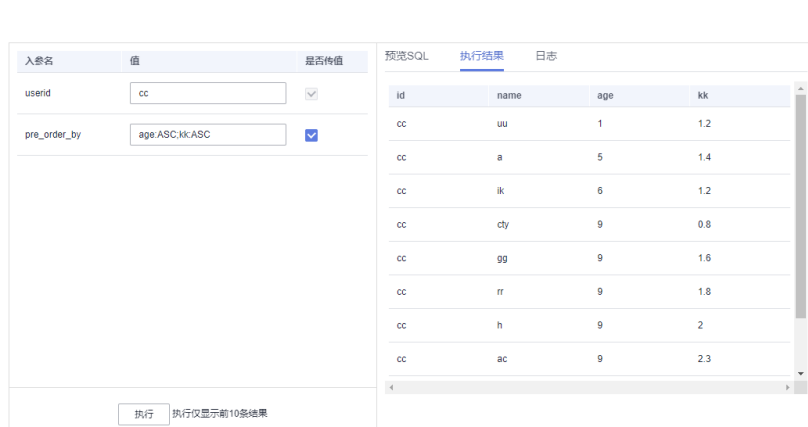 入参名 值 是否传值
userid cc
pre_order_by age:ASC;kk:ASC
执行 执行仅显示前10条结果
预览SQL 执行结果 日志
id name age kk
cc uu 1 1.2
cc a 5 1.4
cc ik 6 1.2
cc cty 9 0.8
cc gg 9 1.6
cc rr 9 1.8
cc h 9 2
cc ac 9 2.3